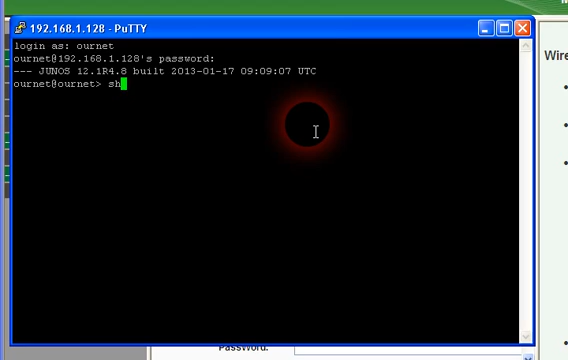 192.168.1.128 - PuTTY
login as: ournet
ournet@192.168.1.128's password:
--- JUNOS 12.1R4.8 built 2013-01-17 09:09:07 UTC
ournet@ournet> sh
Wire
Password: